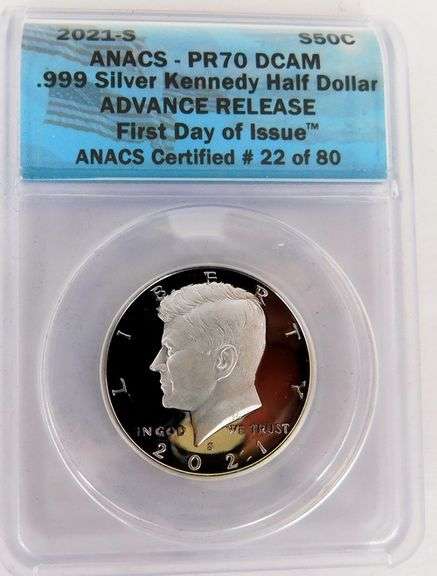 2021-S S50C
ANACS - PR70 DCAM
.999 Silver Kennedy Half Dollar
ADVANCE RELEASE
First Day of Issue™
ANACS Certified # 22 of 80
LIBERTY
IN GOD WE TRUST
S
2021